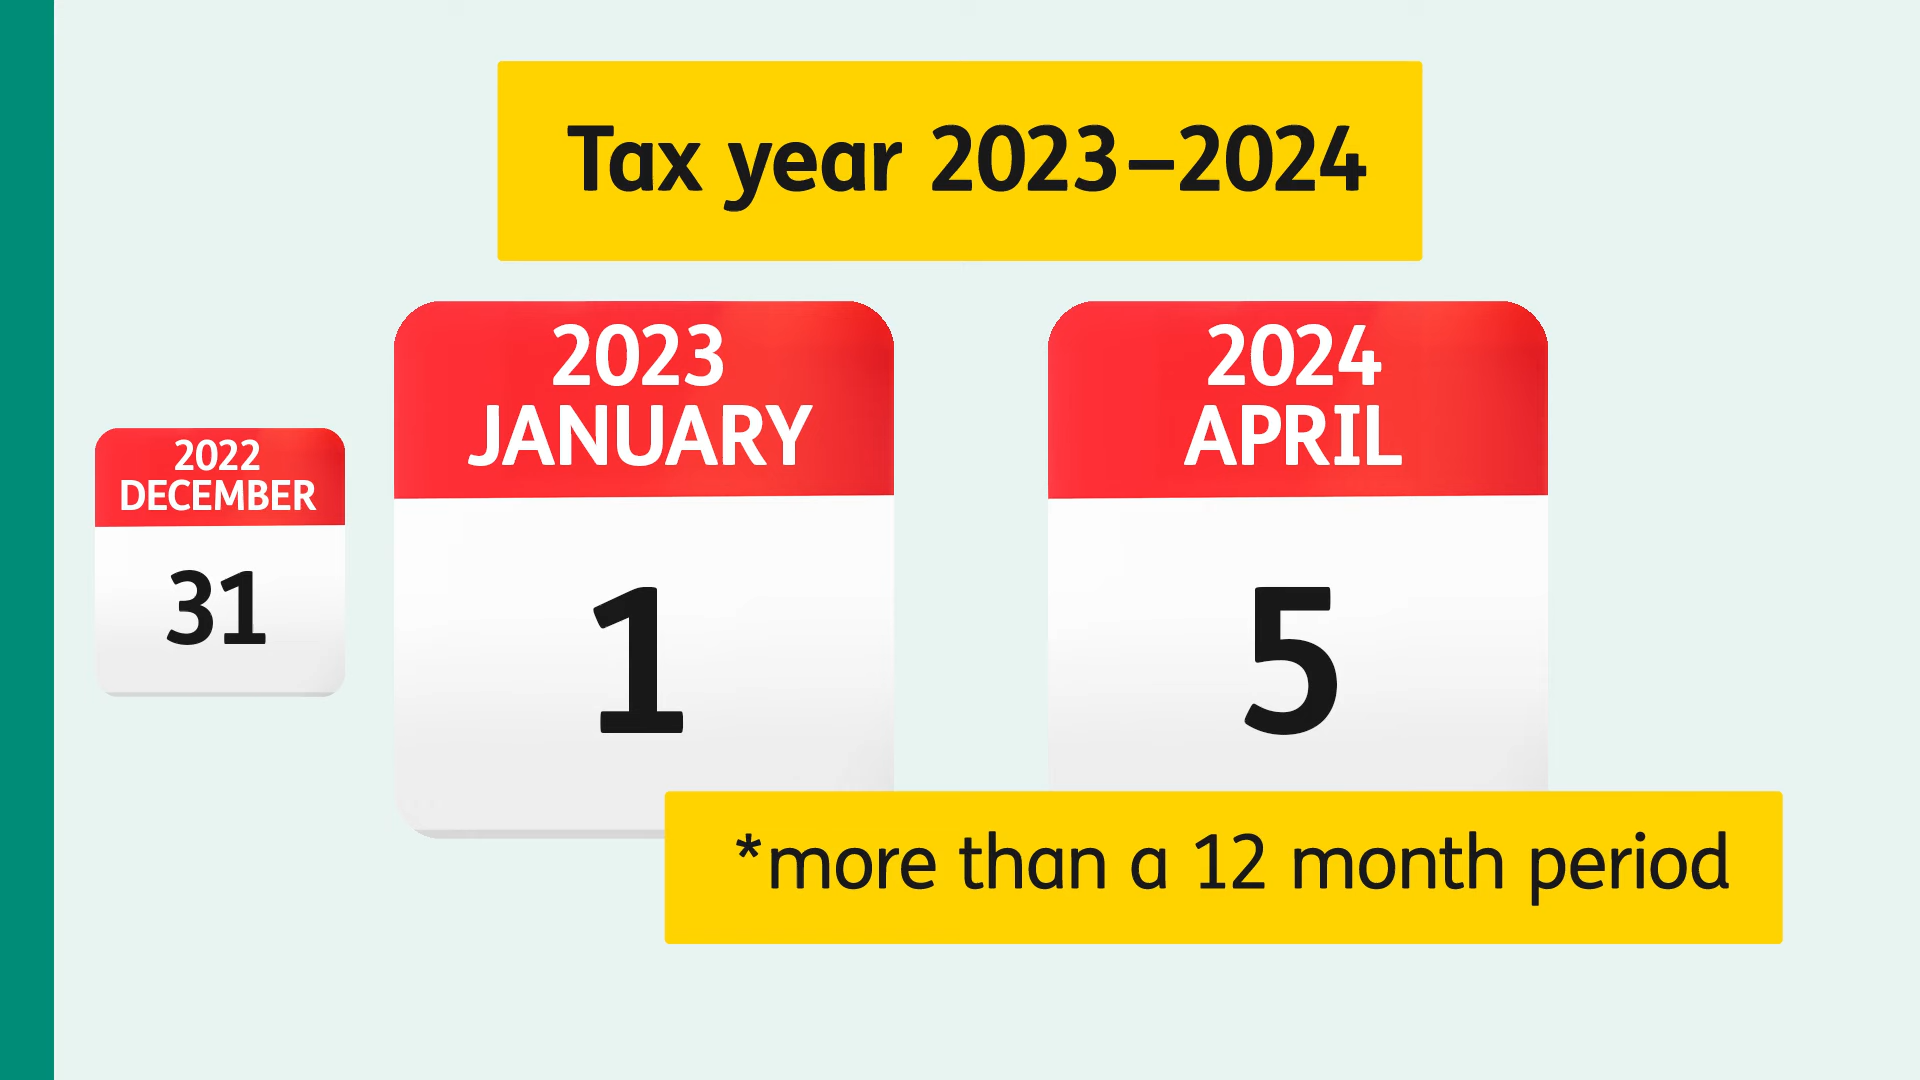 Tax year 2023–2024
2022
DECEMBER
31
2023
JANUARY
1
2024
APRIL
5
*more than a 12 month period